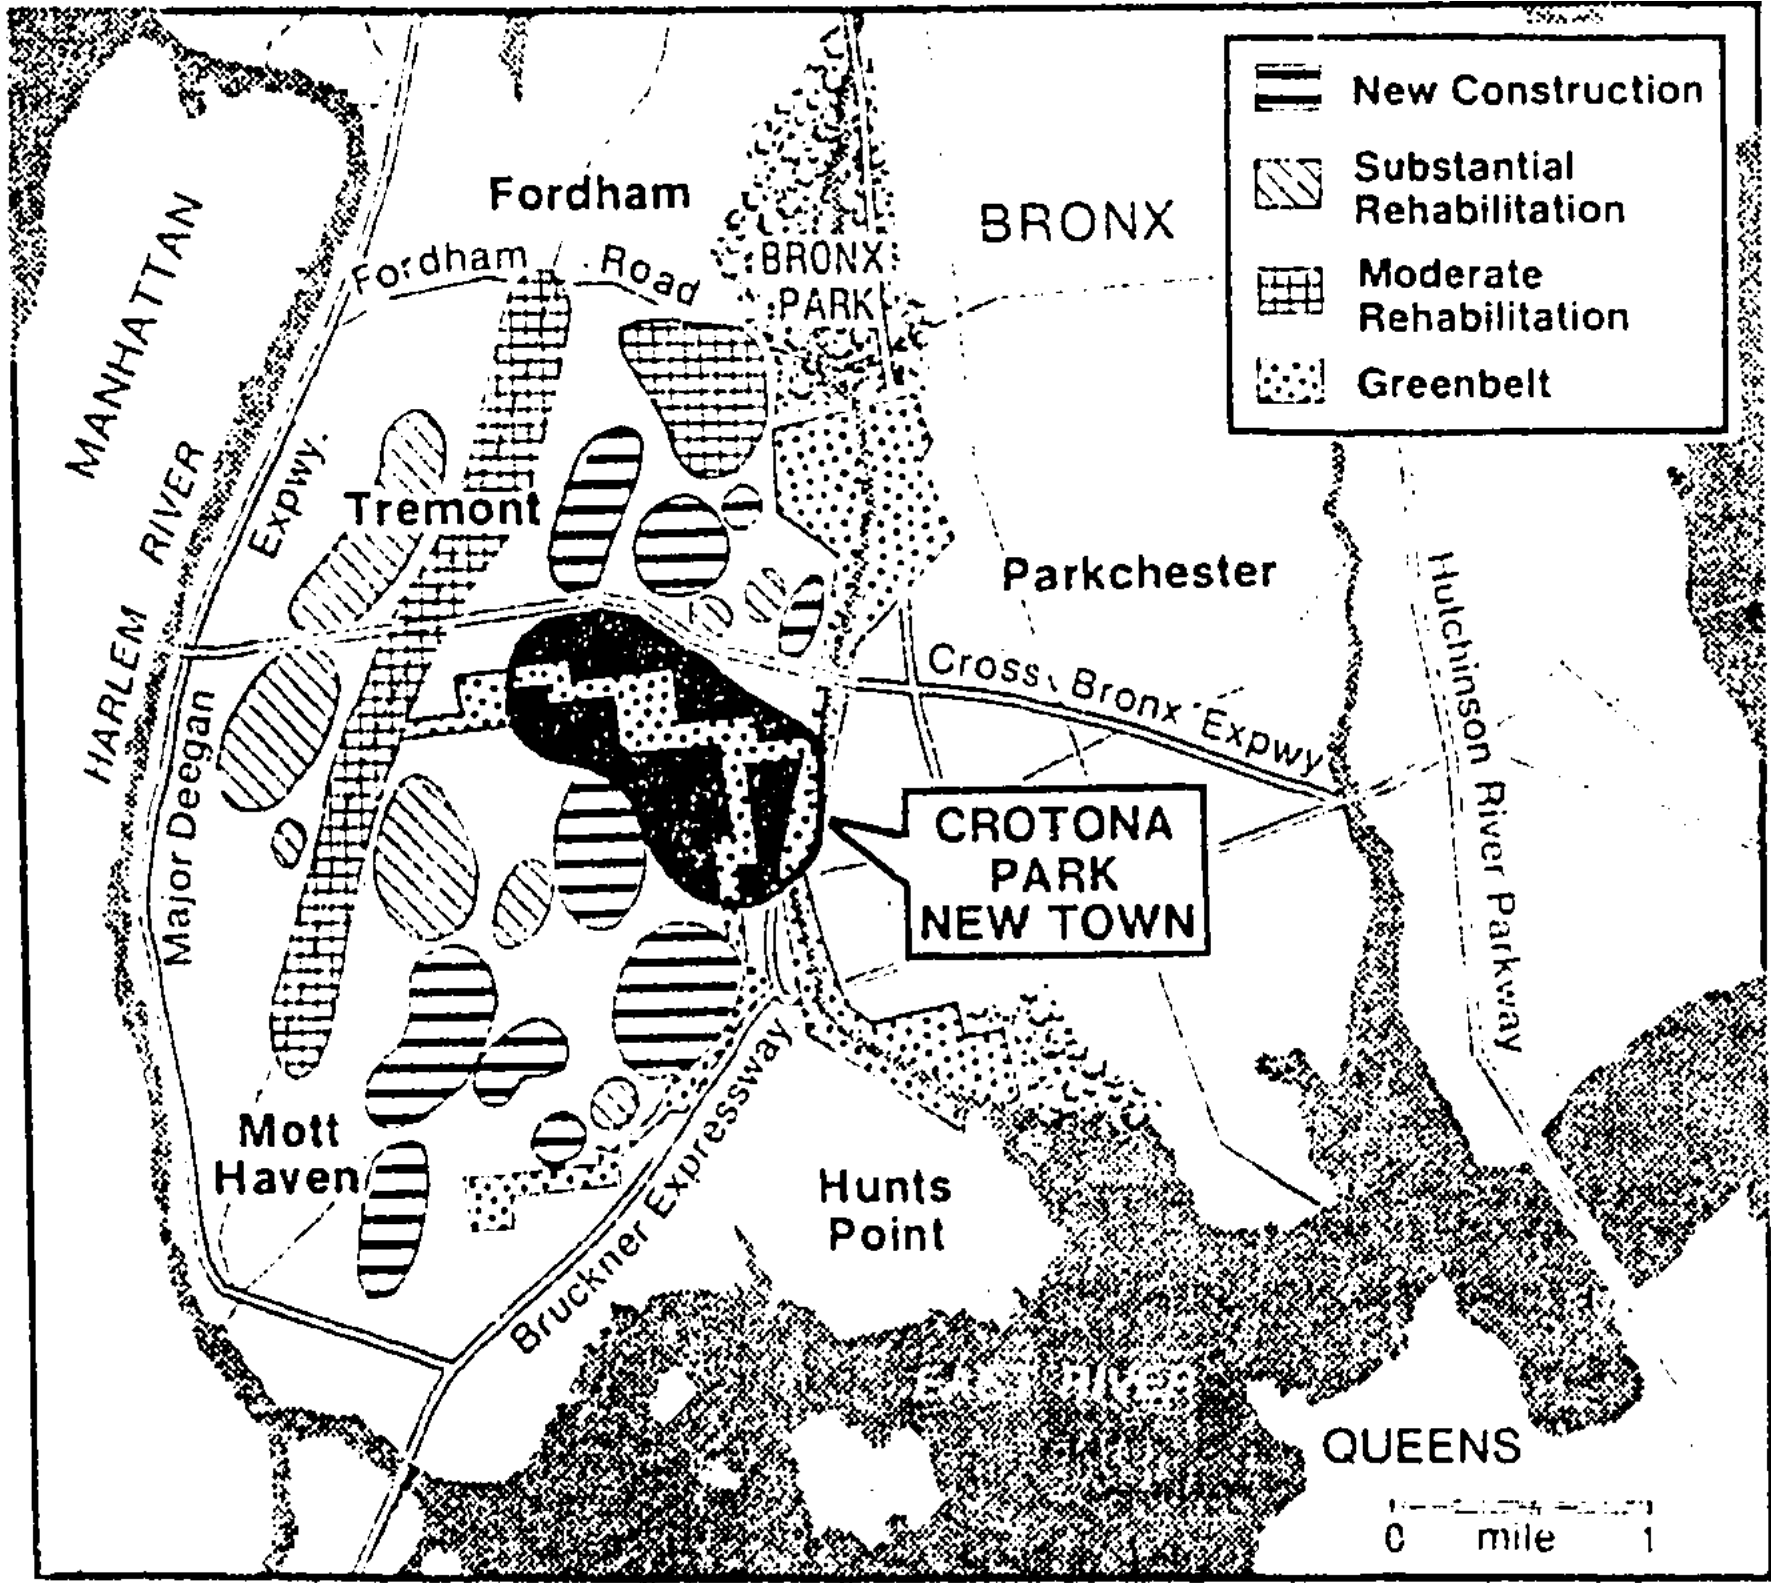 New Construction
Substantial
Rehabilitation
Moderate
Rehabilitation
Greenbelt
MANHATTAN
Fordham
BRONX
Fordham Road
BRONX
PARK
HARLEM RIVER
Major Deegan Expwy.
Tremont
Parkchester
Cross Bronx Expwy
Hutchinson River Parkway
CROTONA
PARK
NEW TOWN
Mott
Haven
Bruckner Expressway
Hunts
Point
EAST RIVER
QUEENS
0 mile 1